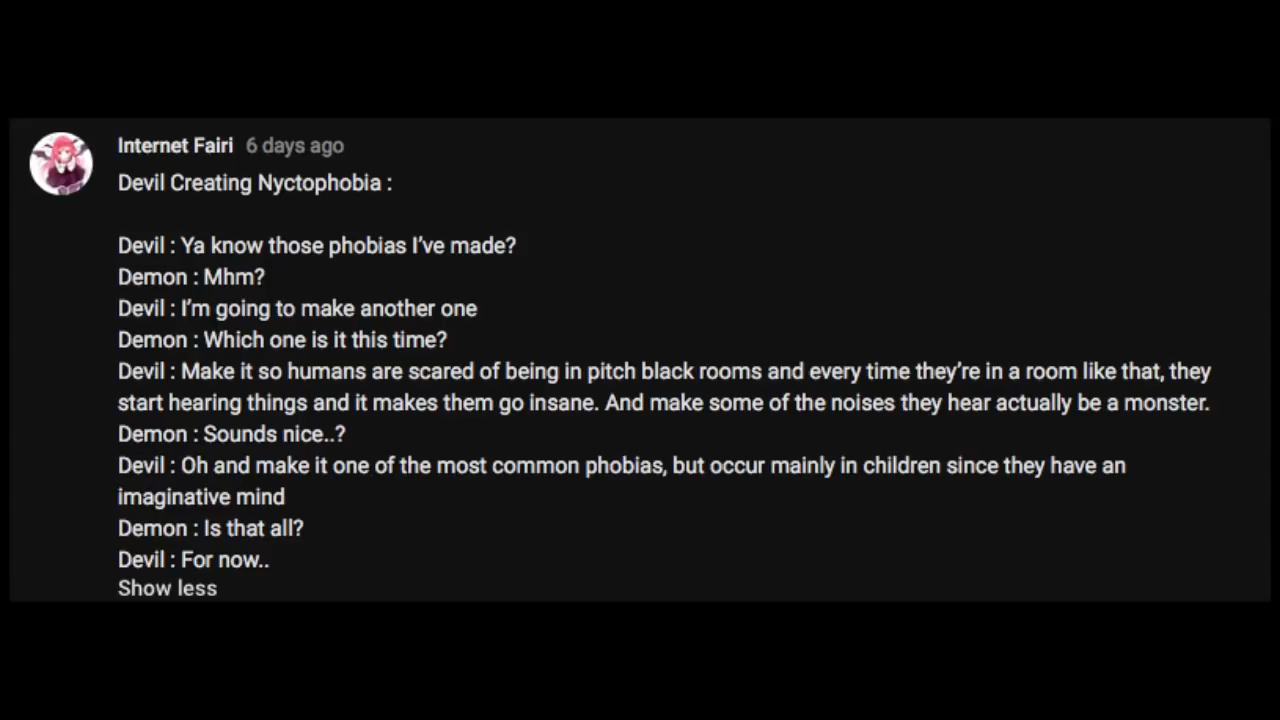 Internet Fairi 6 days ago
Devil Creating Nyctophobia :
Devil : Ya know those phobias I’ve made?
Demon : Mhm?
Devil : I’m going to make another one
Demon : Which one is it this time?
Devil : Make it so humans are scared of being in pitch black rooms and every time they’re in a room like that, they
start hearing things and it makes them go insane. And make some of the noises they hear actually be a monster.
Demon : Sounds nice..?
Devil : Oh and make it one of the most common phobias, but occur mainly in children since they have an
imaginative mind
Demon : Is that all?
Devil : For now..
Show less